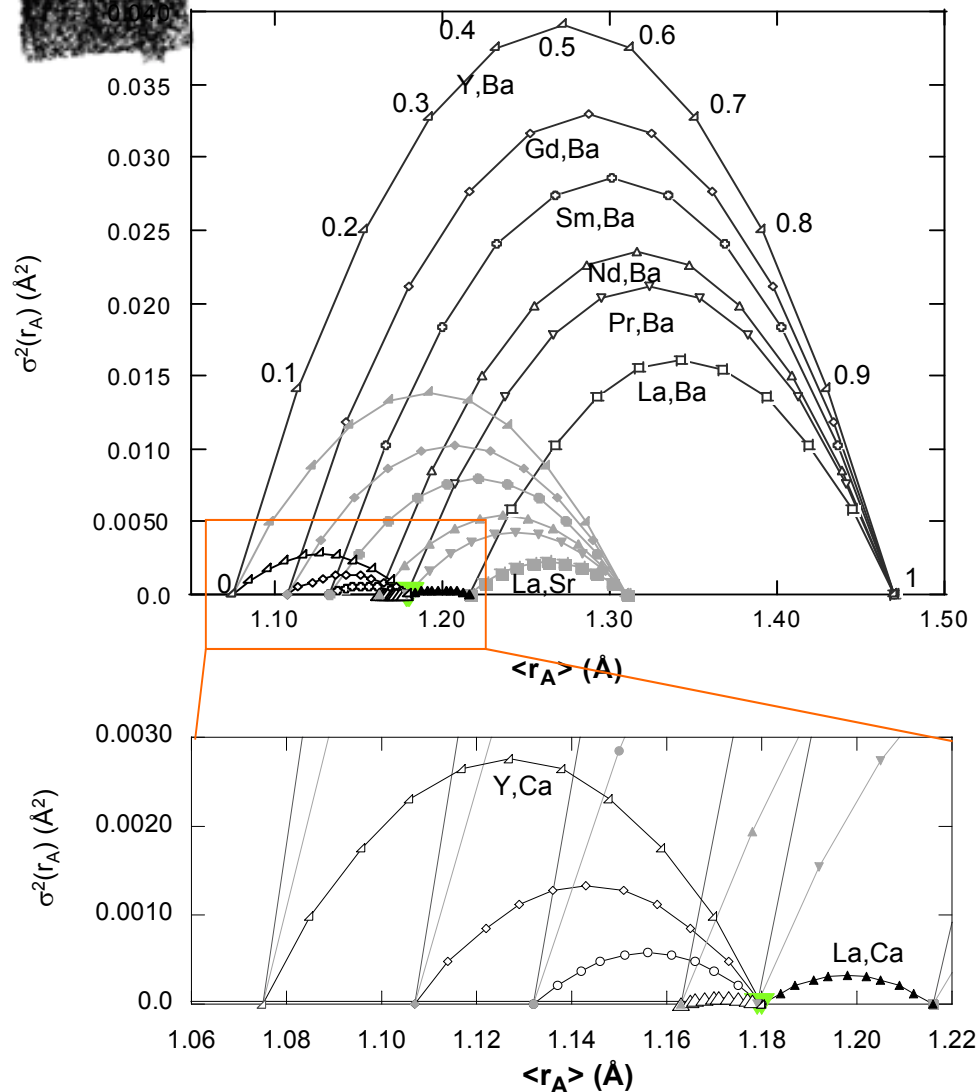 0.040
0.4
0.5
0.6
0.035
Y,Ba
0.3
0.7
0.030
Gd,Ba
Sm,Ba
0.2
0.8
0.025
Nd,Ba
0.020
Pr,Ba
0.1
0.9
0.015
La,Ba
0.010
0.0050
La,Sr
0
1
0.0
σ²(r_A) (Å²)
1.10
1.20
1.30
1.40
1.50
<r_A> (Å)
0.0030
Y,Ca
0.0020
0.0010
La,Ca
0.0
σ²(r_A) (Å²)
1.06
1.08
1.10
1.12
1.14
1.16
1.18
1.20
1.22
<r_A> (Å)